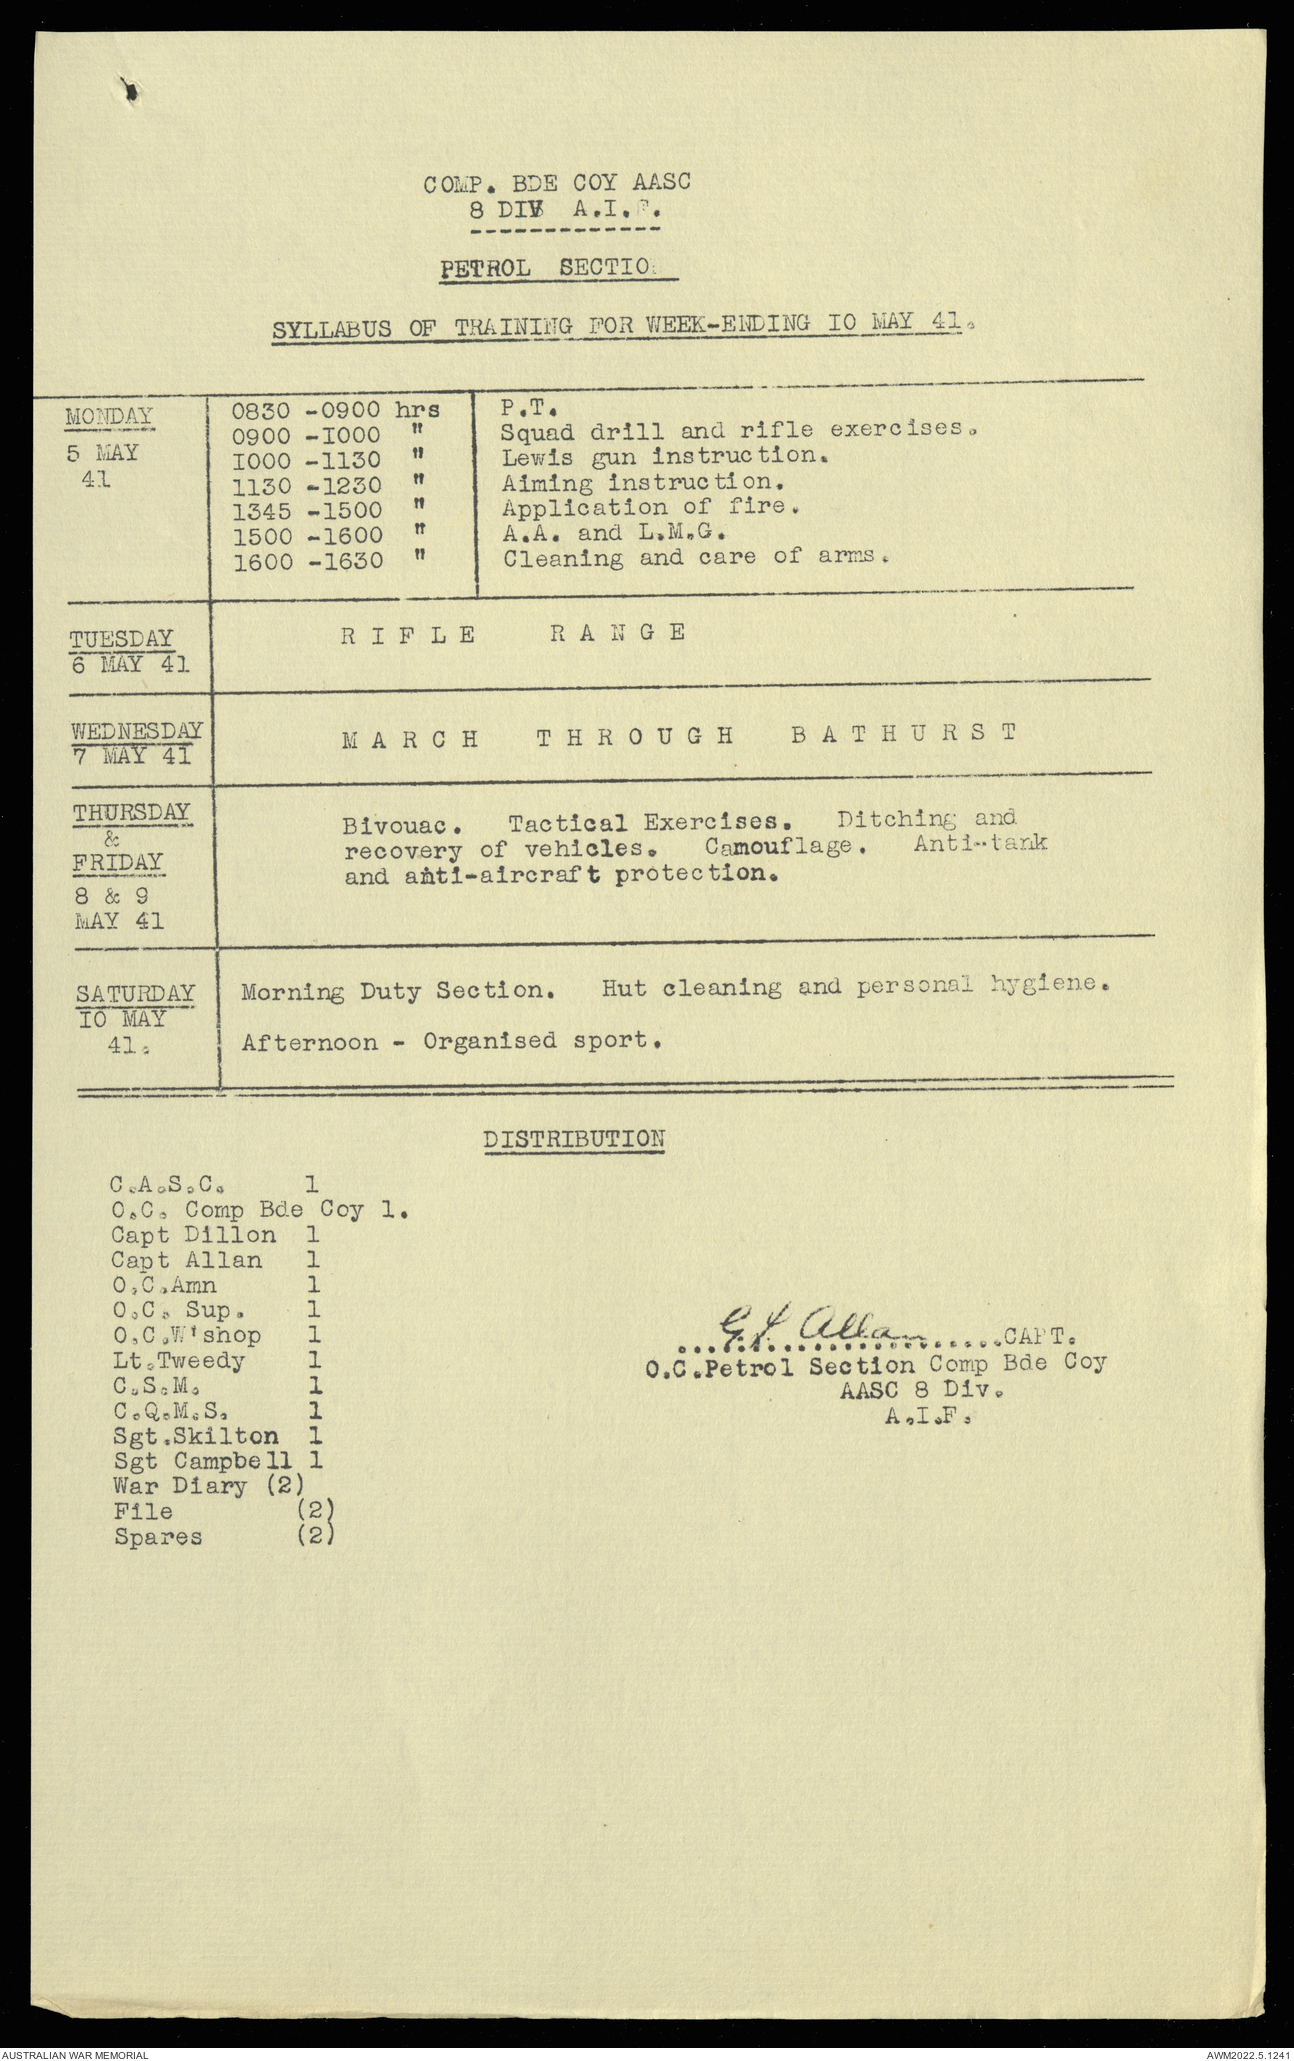 COMP. BDE COY AASC
8 DIV A.I.F.
PETROL SECTIO
SYLLABUS OF TRAINING FOR WEEK-ENDING IO MAY 41.
MONDAY
5 MAY
41
0830 -0900 hrs P.T.
0900 -I000 " Squad drill and rifle exercises.
I000 -1130 " Lewis gun instruction.
1130 -1230 " Aiming instruction.
1345 -1500 " Application of fire.
1500 -1600 " A.A. and L.M.G.
1600 -1630 " Cleaning and care of arms.
TUESDAY
6 MAY 41
R I F L E   R A N G E
WEDNESDAY
7 MAY 41
M A R C H   T H R O U G H   B A T H U R S T
THURSDAY
&
FRIDAY
8 & 9
MAY 41
Bivouac. Tactical Exercises. Ditching and
recovery of vehicles. Camouflage. Anti-tank
and anti-aircraft protection.
SATURDAY
IO MAY
41.
Morning Duty Section. Hut cleaning and personal hygiene.
Afternoon - Organised sport.
DISTRIBUTION
C.A.S.C. 1
O.C. Comp Bde Coy 1.
Capt Dillon 1
Capt Allan 1
O.C.Amn 1
O.C. Sup. 1
O.C.W'shop 1
Lt.Tweedy 1
C.S.M. 1
C.Q.M.S. 1
Sgt.Skilton 1
Sgt Campbell 1
War Diary (2)
File (2)
Spares (2)
G L Allan CAPT.
O.C.Petrol Section Comp Bde Coy
AASC 8 Div.
A.I.F.
AUSTRALIAN WAR MEMORIAL
AWM2022.5.1241